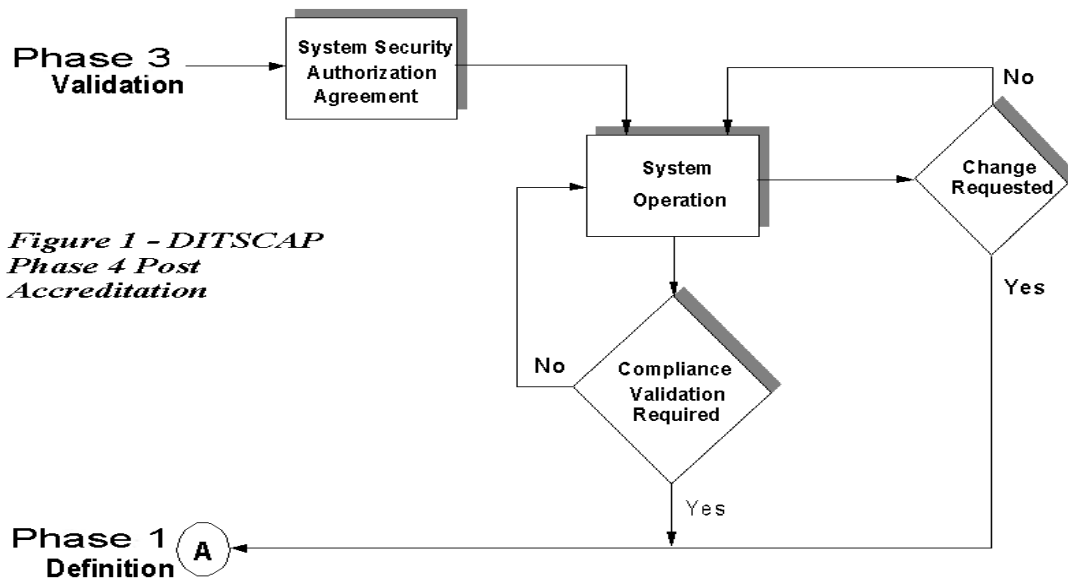 Phase 3
Validation
System Security
Authorization
Agreement
No
System
Operation
Change
Requested
Figure 1 - DITSCAP
Phase 4 Post
Accreditation
Yes
No
Compliance
Validation
Required
Yes
Phase 1
Definition
A